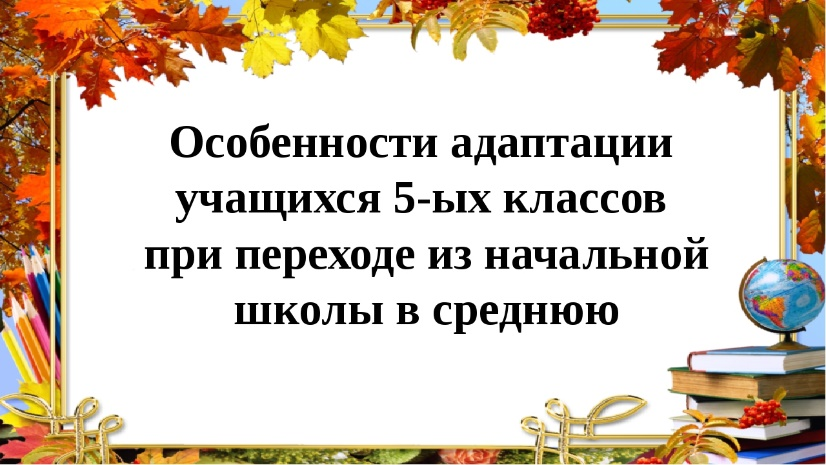 Особенности адаптации
учащихся 5-ых классов
при переходе из начальной
школы в среднюю